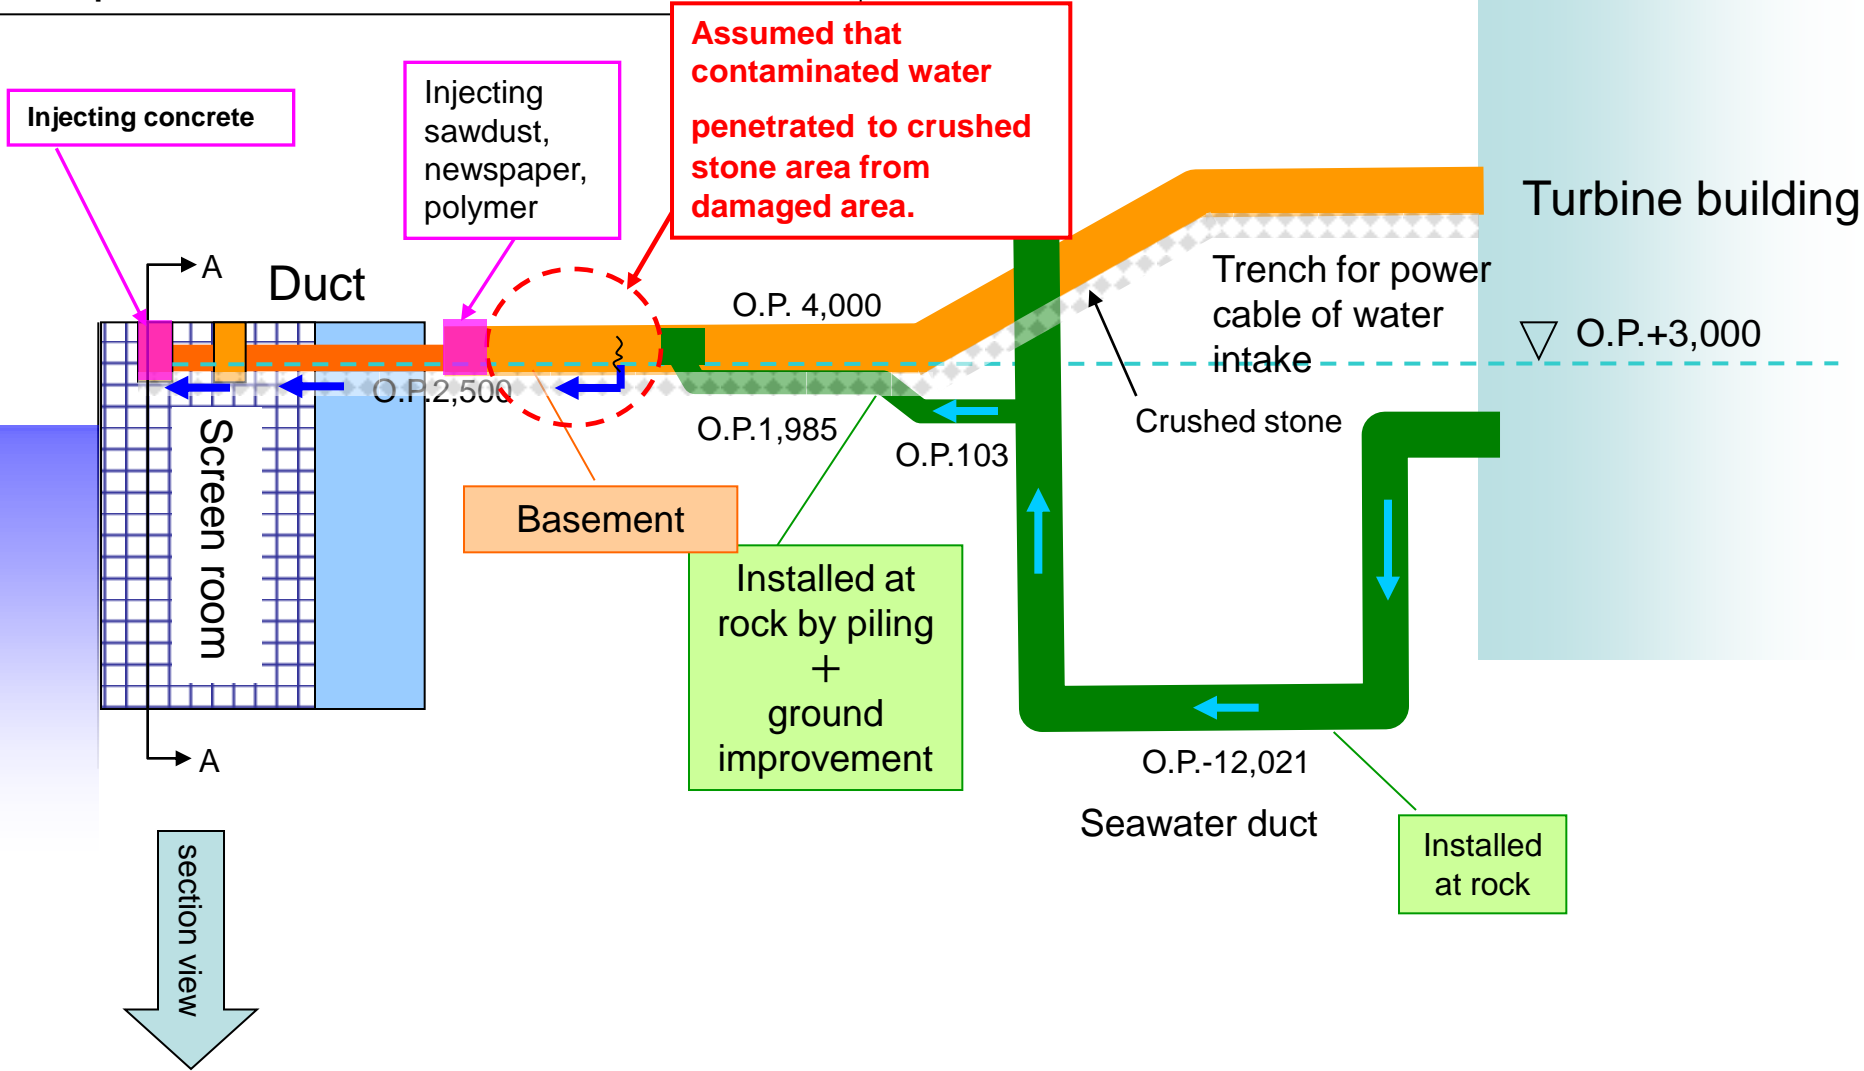 Assumed that
contaminated water
penetrated to crushed
stone area from
damaged area.
Injecting
sawdust,
newspaper,
polymer
Injecting concrete
Turbine building
A
Duct
O.P. 4,000
Trench for power
cable of water
intake
▽ O.P.+3,000
O.P.2,500
O.P.1,985
O.P.103
Crushed stone
Screen room
Basement
Installed at
rock by piling
+
ground
improvement
A
O.P.-12,021
Seawater duct
Installed
at rock
section view